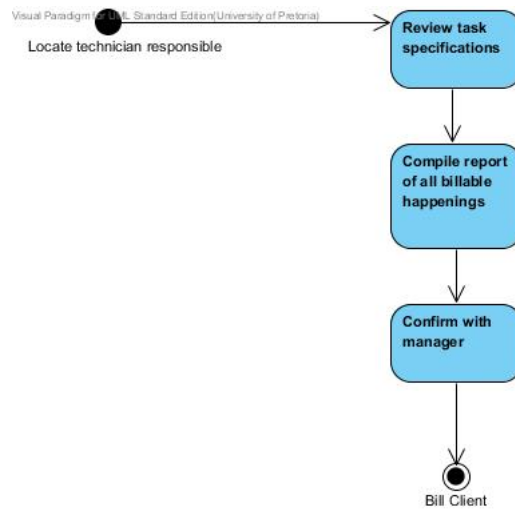 Visual Paradigm for UML Standard Edition(University of Pretoria)
Locate technician responsible
Review task
specifications
Compile report
of all billable
happenings
Confirm with
manager
Bill Client